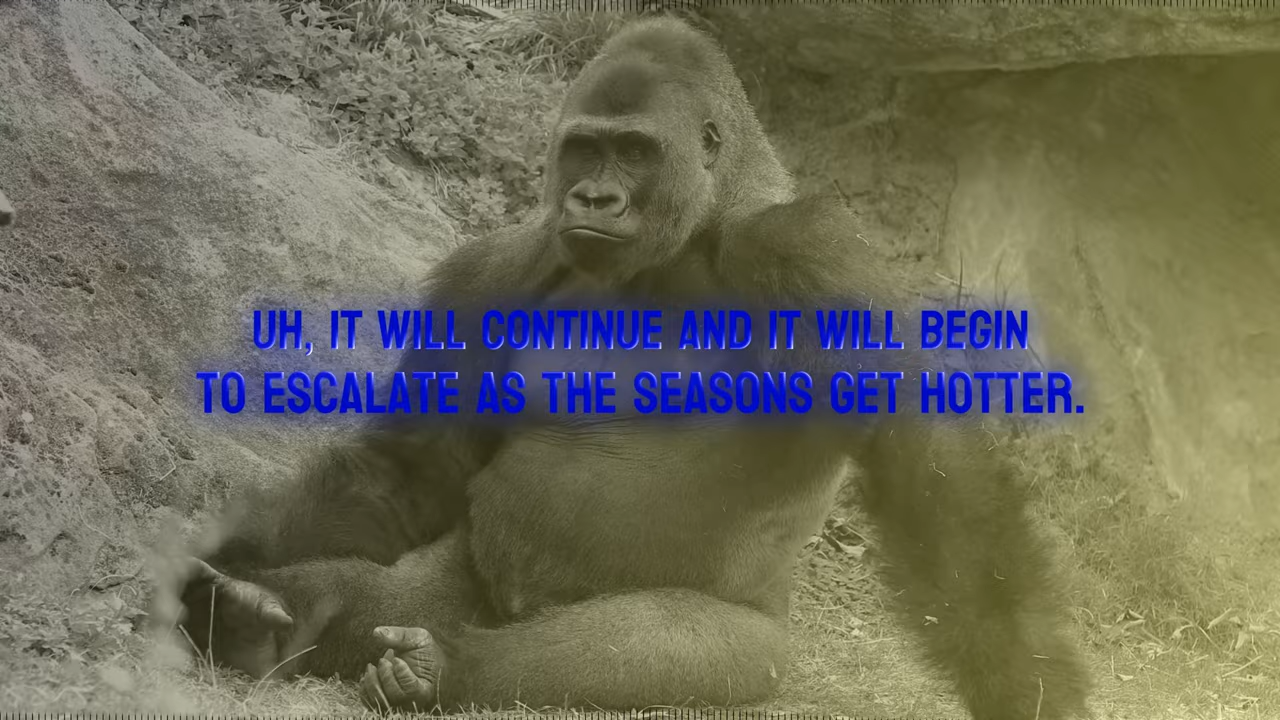 UH, IT WILL CONTINUE AND IT WILL BEGIN
TO ESCALATE AS THE SEASONS GET HOTTER.